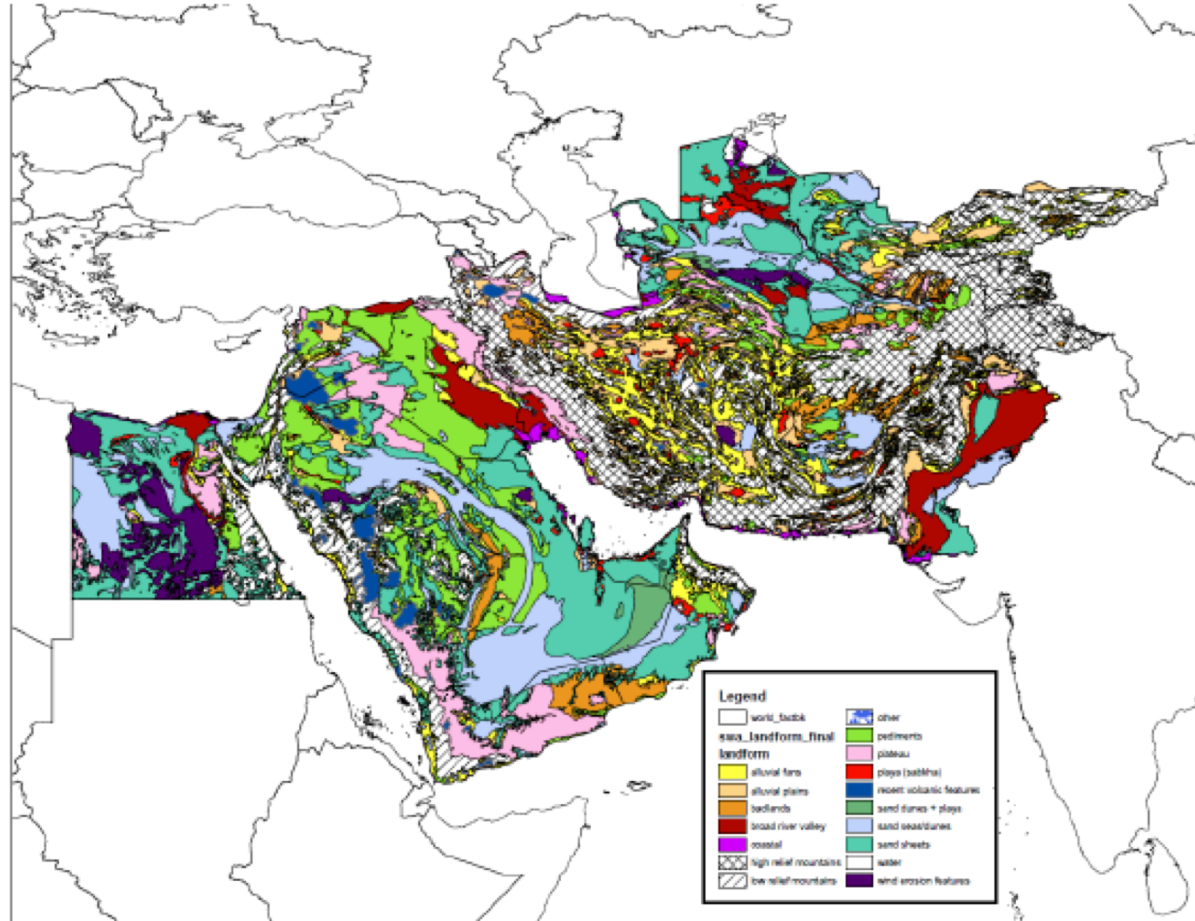 Legend
world_factbk
swa_landform_final
landform
alluvial fans
alluvial plains
badlands
broad river valley
coastal
high relief mountains
low relief mountains
other
pediments
plateau
playa (sabkha)
recent volcanic features
sand dunes + playa
sand seas/dunes
sand sheets
water
wind erosion features